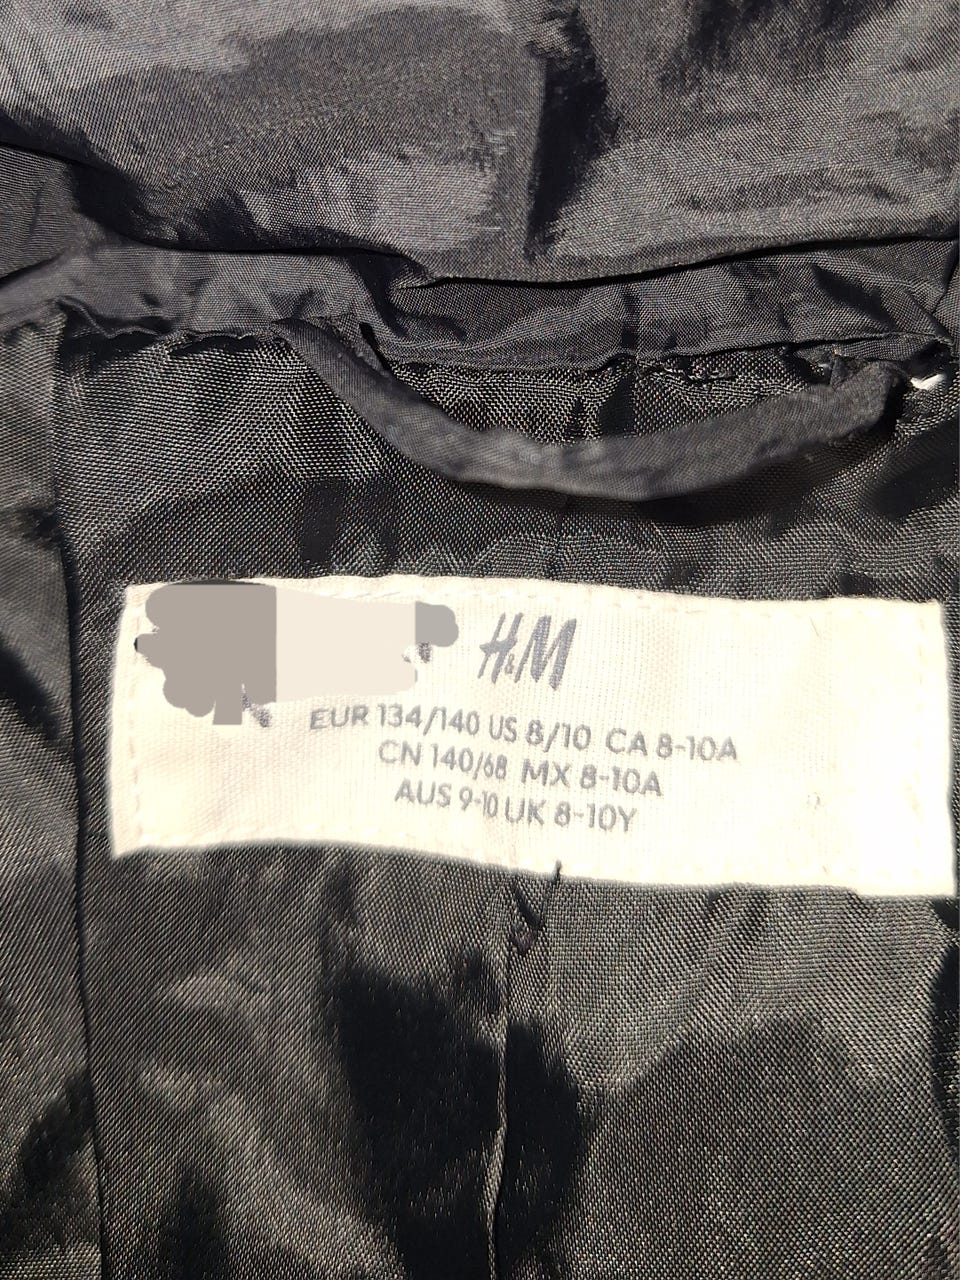 H&M
EUR 134/140 US 8/10 CA 8-10A
CN 140/68 MX 8-10A
AUS 9-10 UK 8-10Y